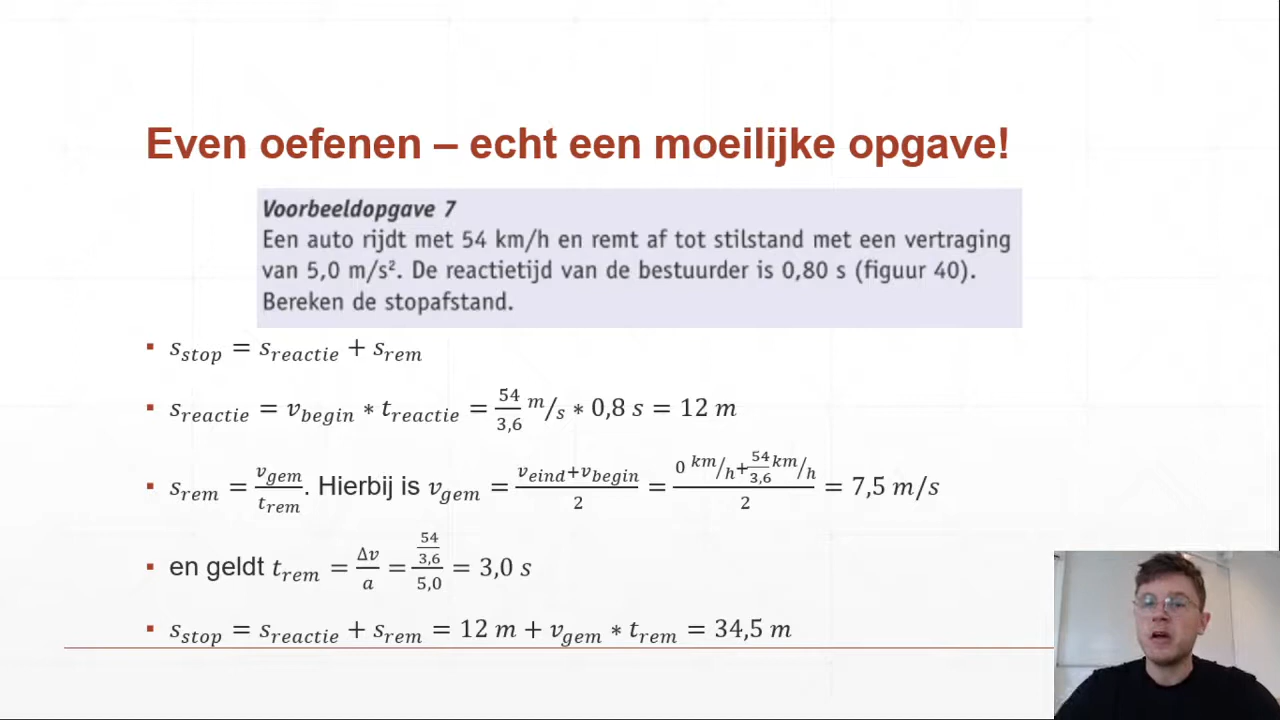 Even oefenen – echt een moeilijke opgave!
Voorbeeldopgave 7
Een auto rijdt met 54 km/h en remt af tot stilstand met een vertraging
van 5,0 m/s². De reactietijd van de bestuurder is 0,80 s (figuur 40).
Bereken de stopafstand.
▪ s_stop = s_reactie + s_rem
▪ s_reactie = v_begin * t_reactie = 54/3,6 m/s * 0,8 s = 12 m
▪ s_rem = v_gem/t_rem. Hierbij is v_gem = (v_eind+v_begin)/2 = (0 km/h+54/3,6 km/h)/2 = 7,5 m/s
▪ en geldt t_rem = Δv/a = (54/3,6)/5,0 = 3,0 s
▪ s_stop = s_reactie + s_rem = 12 m + v_gem * t_rem = 34,5 m